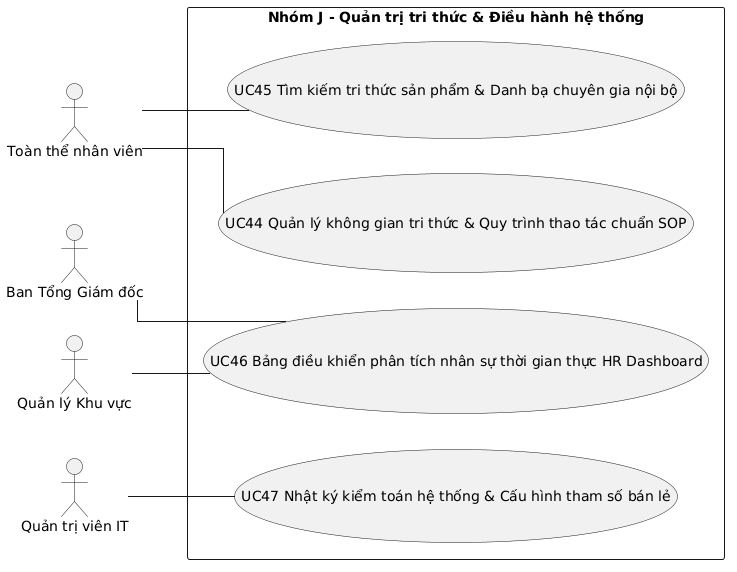 Nhóm J - Quản trị tri thức & Điều hành hệ thống
UC45 Tìm kiếm tri thức sản phẩm & Danh bạ chuyên gia nội bộ
Toàn thể nhân viên
UC44 Quản lý không gian tri thức & Quy trình thao tác chuẩn SOP
Ban Tổng Giám đốc
UC46 Bảng điều khiển phân tích nhân sự thời gian thực HR Dashboard
Quản lý Khu vực
UC47 Nhật ký kiểm toán hệ thống & Cấu hình tham số bán lẻ
Quản trị viên IT